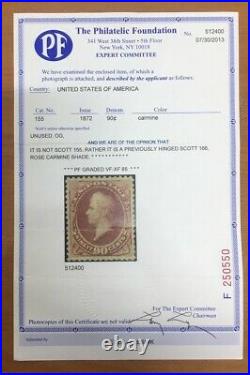 The Philatelic Foundation
341 West 38th Street • 5th Floor
New York, NY 10018
EXPERT COMMITTEE
No. 512400
07/30/2013
PF
We have examined the enclosed item, of which a
photograph is attached, and described by the applicant as follows:
Country: UNITED STATES OF AMERICA
Cat. Issue Denom Color
155 1872 90¢ carmine
UNUSED, OG,
AND WE ARE OF THE OPINION THAT
IT IS NOT SCOTT 155, RATHER IT IS A PREVIOUSLY HINGED SCOTT 166,
ROSE CARMINE SHADE. * * * * * * * * * *
** PF GRADED VF-XF 85 **
512400
F 250550
For the Expert Committee
Chairman
Photocopies of this Certificate are not valid.